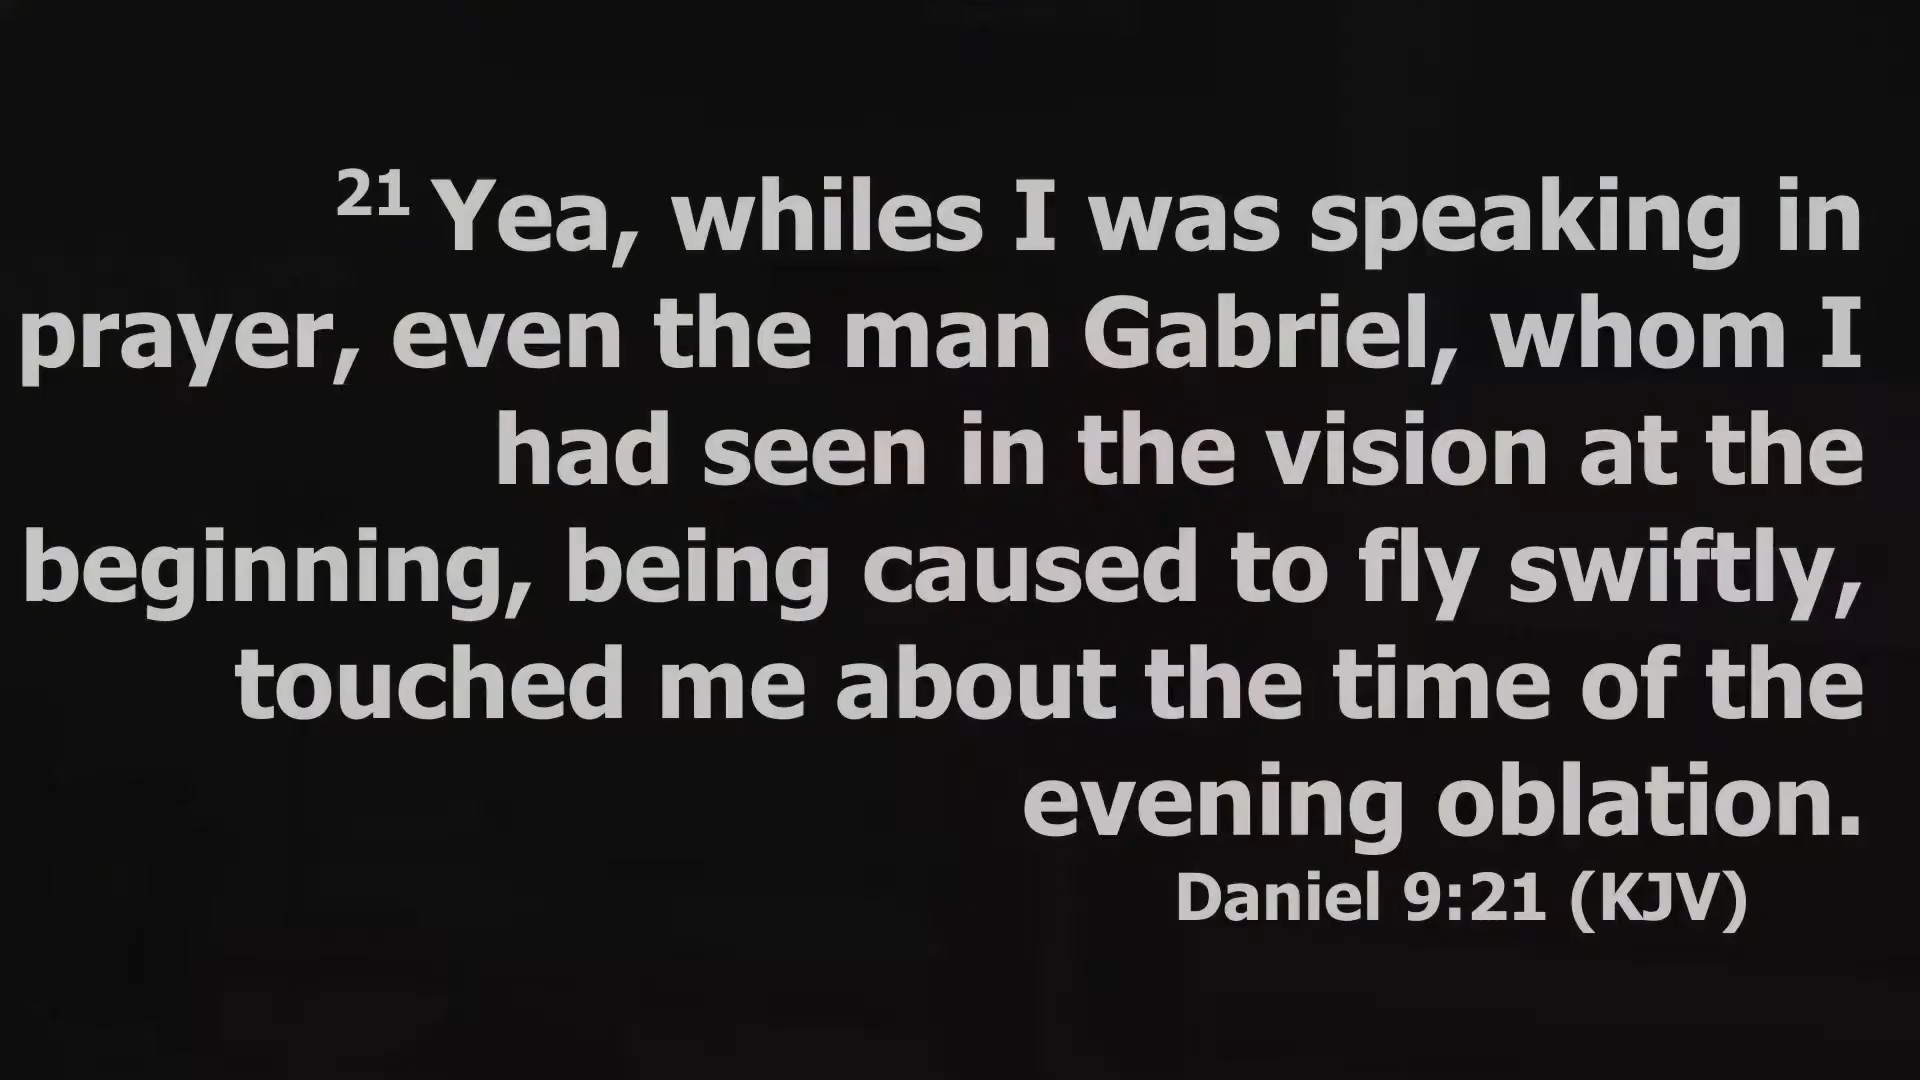 21 Yea, whiles I was speaking in
prayer, even the man Gabriel, whom I
had seen in the vision at the
beginning, being caused to fly swiftly,
touched me about the time of the
evening oblation.
Daniel 9:21 (KJV)